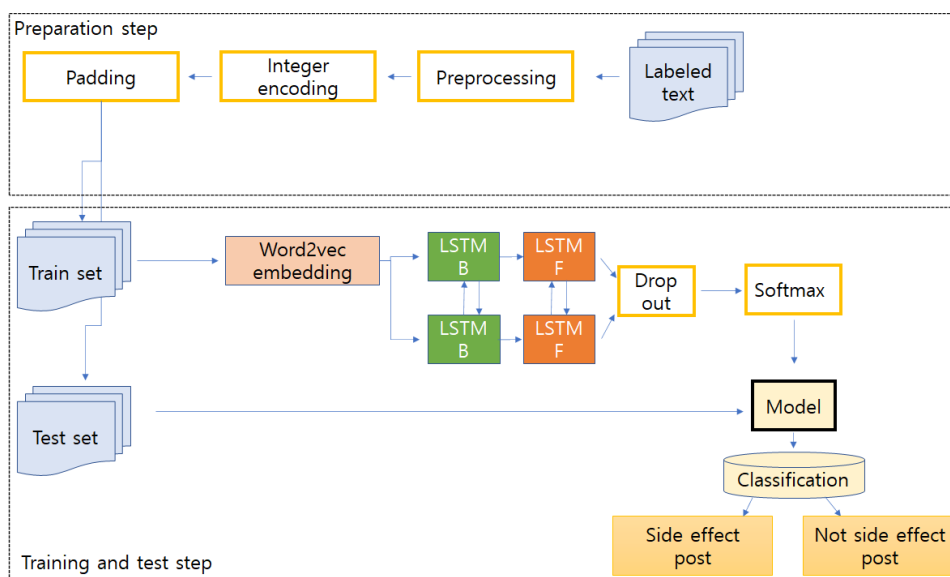 Preparation step
Padding
Integer
encoding
Preprocessing
Labeled
text
Train set
Word2vec
embedding
LSTM
B
LSTM
F
LSTM
B
LSTM
F
Drop
out
Softmax
Test set
Model
Classification
Side effect
post
Not side effect
post
Training and test step